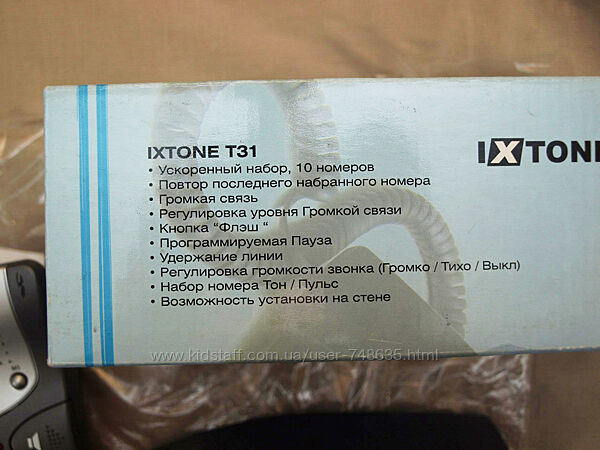 IXTONE T31
• Ускоренный набор, 10 номеров
• Повтор последнего набранного номера
• Громкая связь
• Регулировка уровня Громкой связи
• Кнопка “Флэш “
• Программируемая Пауза
• Удержание линии
• Регулировка громкости звонка (Громко / Тихо / Выкл)
• Набор номера Тон / Пульс
• Возможность установки на стене
IXTONE
www.kidstaff.com.ua/user-748635.html